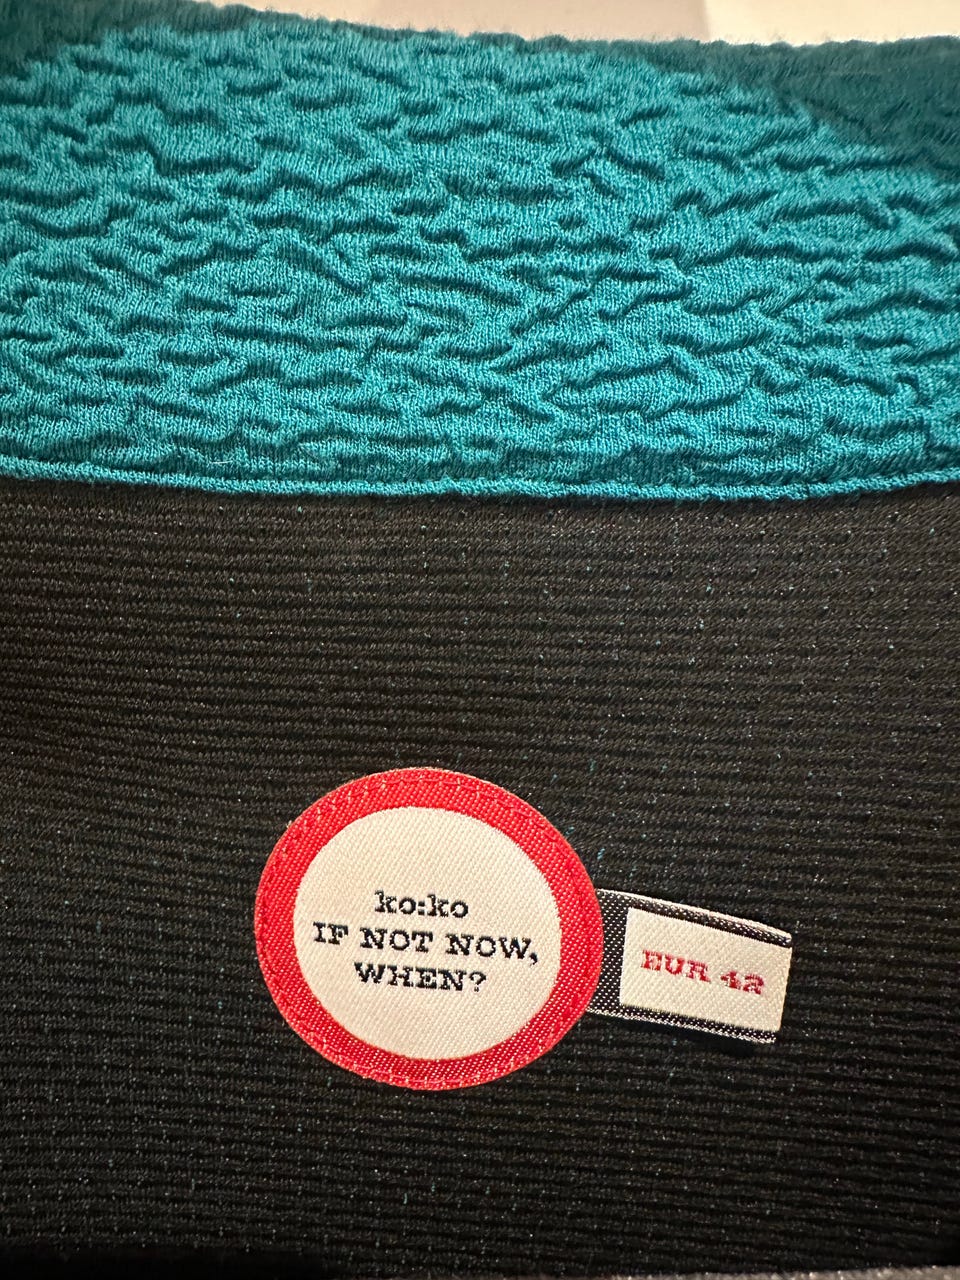 ko:ko
IF NOT NOW,
WHEN?
EUR 42